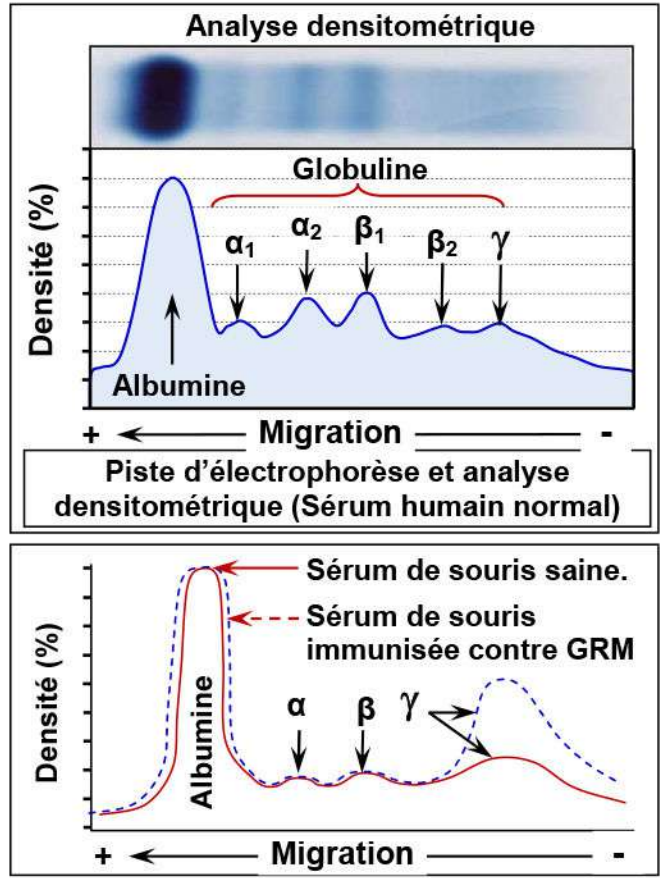 Analyse densitométrique
Densité (%)
Globuline
α₁
α₂
β₁
β₂
γ
Albumine
+ Migration -
Piste d'électrophorèse et analyse
densitométrique (Sérum humain normal)
Densité (%)
Sérum de souris saine.
Sérum de souris
immunisée contre GRM
Albumine
α
β
γ
+ Migration -